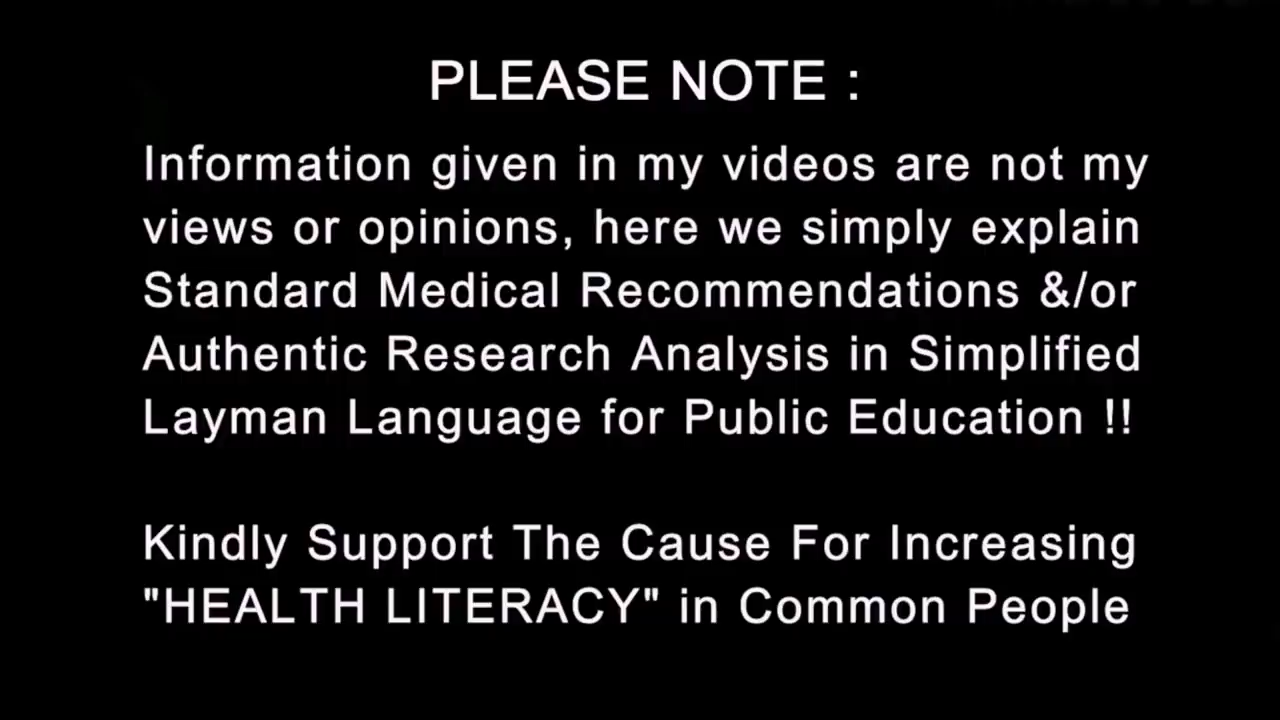 PLEASE NOTE :
Information given in my videos are not my
views or opinions, here we simply explain
Standard Medical Recommendations &/or
Authentic Research Analysis in Simplified
Layman Language for Public Education !!
Kindly Support The Cause For Increasing
"HEALTH LITERACY" in Common People